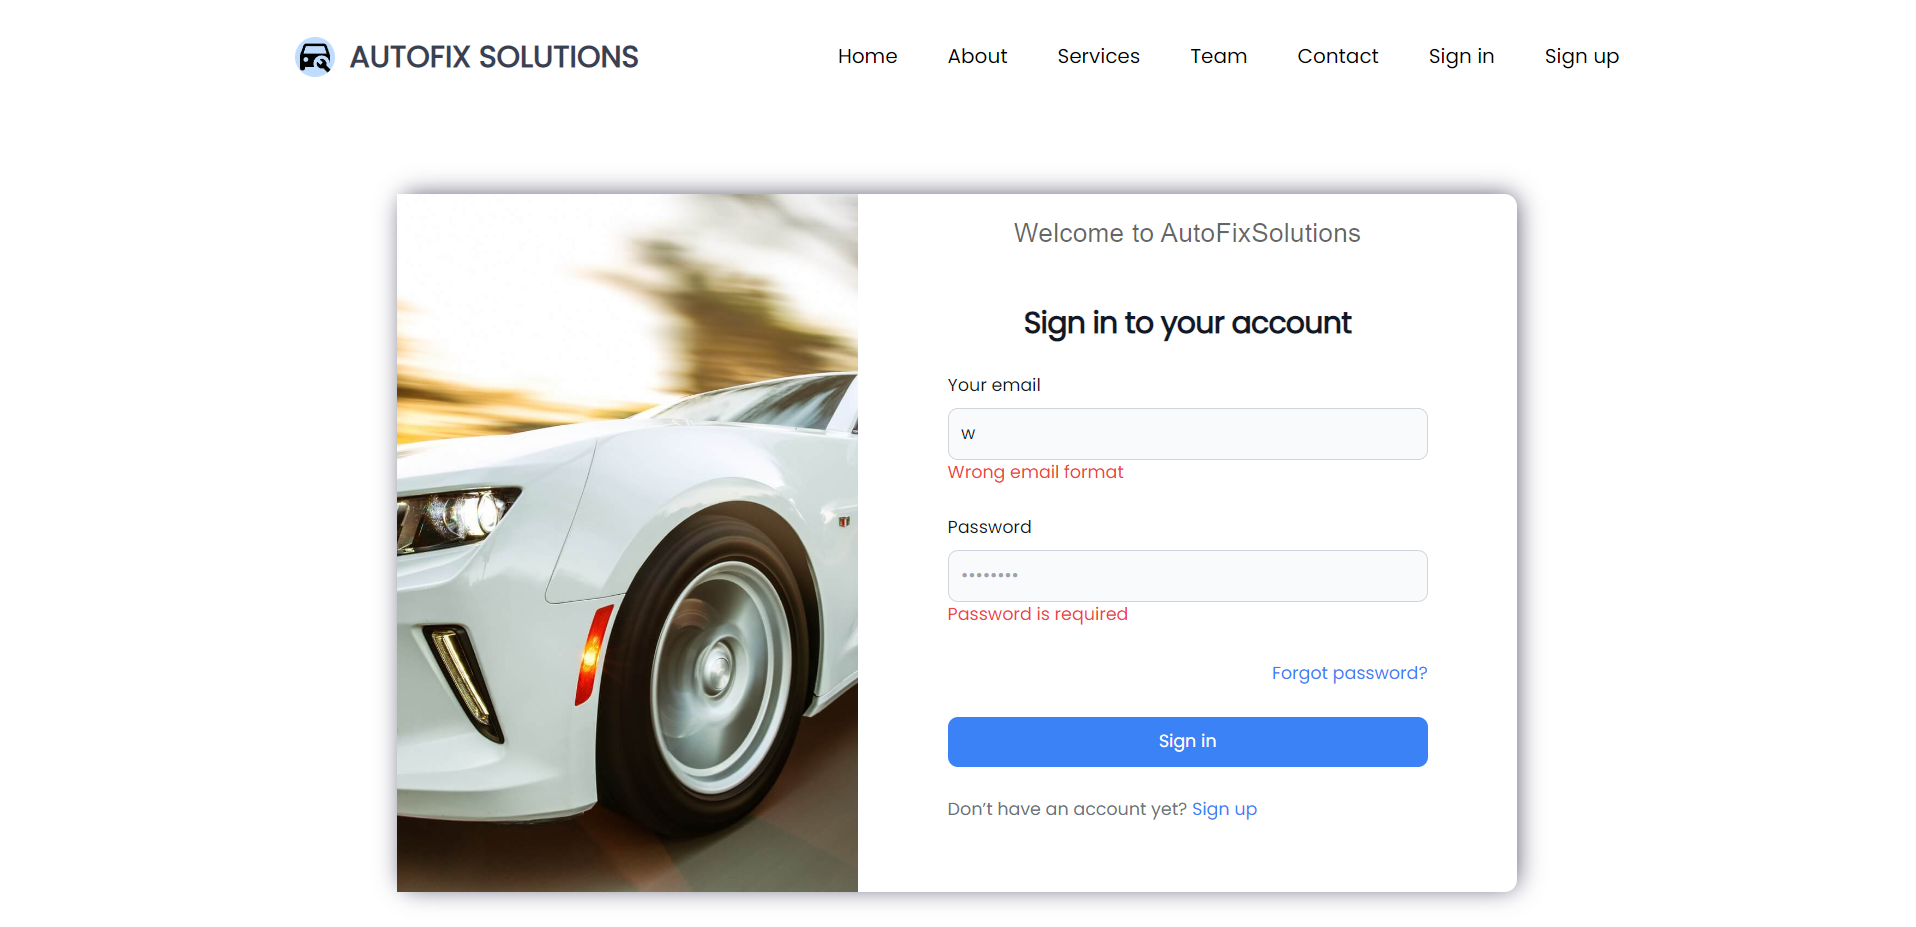 AUTOFIX SOLUTIONS
Home About Services Team Contact Sign in Sign up
Welcome to AutoFixSolutions
Sign in to your account
Your email
w
Wrong email format
Password
••••••••
Password is required
Forgot password?
Sign in
Don’t have an account yet? Sign up